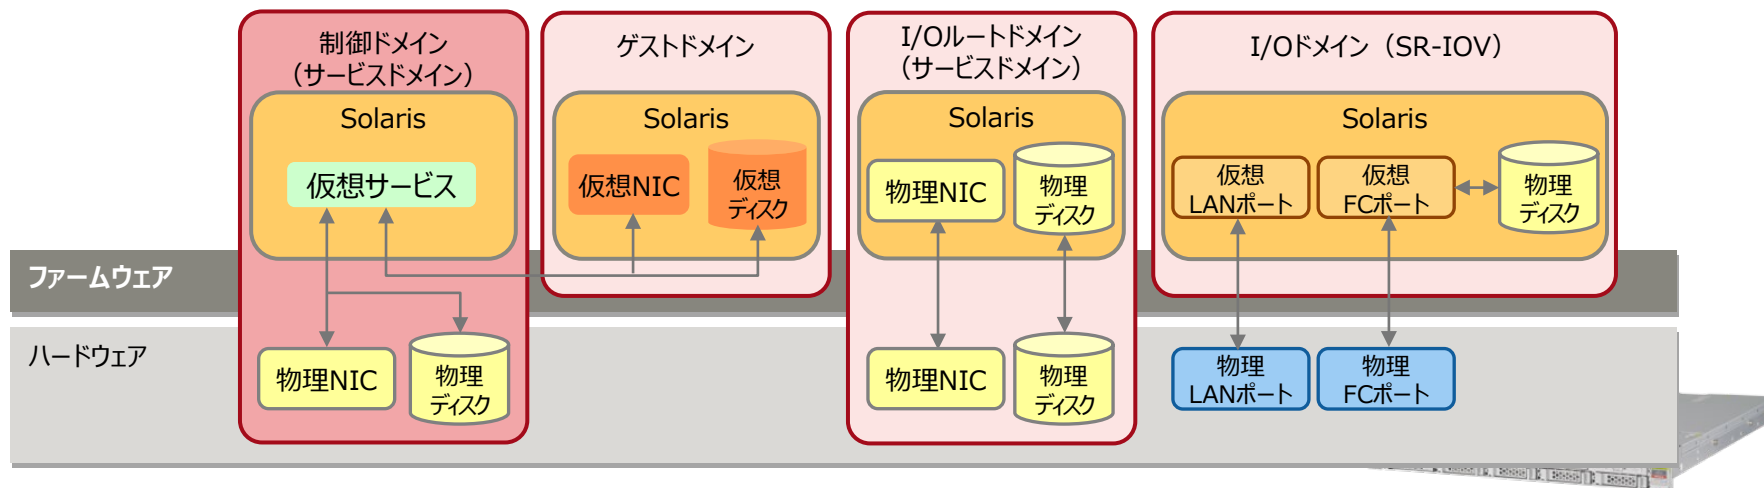 制御ドメイン
（サービスドメイン）
Solaris
仮想サービス
物理NIC
物理
ディスク
ゲストドメイン
Solaris
仮想NIC
仮想
ディスク
I/Oルートドメイン
（サービスドメイン）
Solaris
物理NIC
物理
ディスク
物理NIC
物理
ディスク
I/Oドメイン（SR-IOV）
Solaris
仮想
LANポート
仮想
FCポート
物理
ディスク
物理
LANポート
物理
FCポート
ファームウェア
ハードウェア